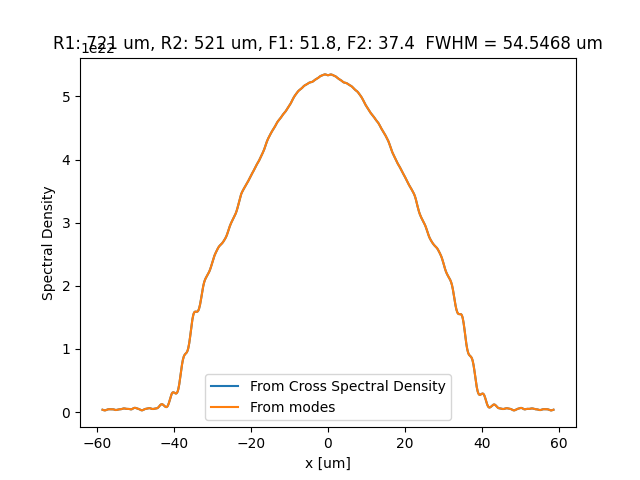 R1: 721 um, R2: 521 um, F1: 51.8, F2: 37.4  FWHM = 54.5468 um
1e22
5
4
3
2
1
0
Spectral Density
From Cross Spectral Density
From modes
−60 −40 −20 0 20 40 60
x [um]